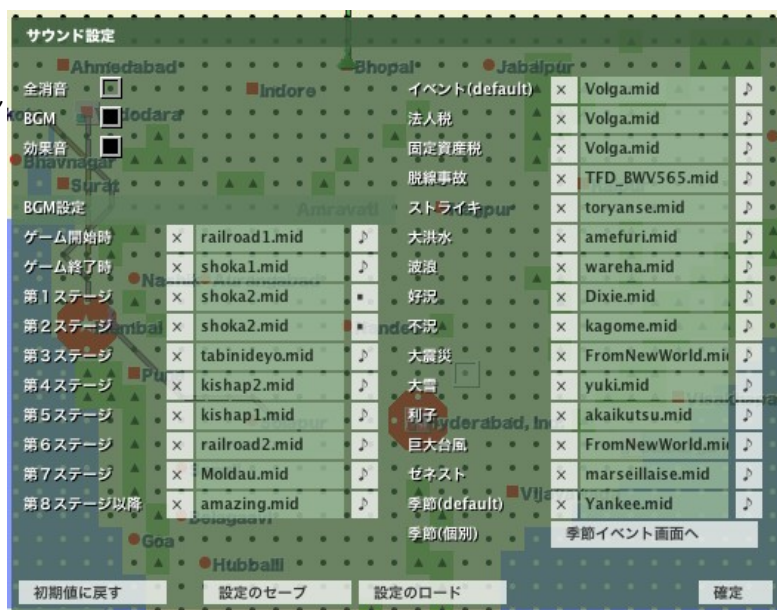 サウンド設定
Ahmedabad
Bhopal
Jabalpur
Indore
全消音
BGM
効果音
Bhavnagar
Surat
BGM設定
Amravati
ゲーム開始時 × railroad1.mid ♪
ゲーム終了時 × shoka1.mid ♪
第1ステージ × shoka2.mid ■
第2ステージ × shoka2.mid ■
第3ステージ × tabinideyo.mid ♪
第4ステージ × kishap2.mid ♪
第5ステージ × kishap1.mid ♪
第6ステージ × railroad2.mid ♪
第7ステージ × Moldau.mid ♪
第8ステージ以降 × amazing.mid ♪
イベント(default) × Volga.mid ♪
法人税 × Volga.mid ♪
固定資産税 × Volga.mid ♪
脱線事故 × TFD_BWV565.mid ♪
ストライキ × toryanse.mid ♪
大洪水 × amefuri.mid ♪
波浪 × wareha.mid ♪
好況 × Dixie.mid ♪
不況 × kagome.mid ♪
大震災 × FromNewWorld.mi ♪
大雪 × yuki.mid ♪
利子 × akaikutsu.mid ♪
巨大台風 × FromNewWorld.mi ♪
ゼネスト × marseillaise.mid ♪
季節(default) × Yankee.mid ♪
季節(個別) 季節イベント画面へ
Belagaavi
Goa
Hubballi
初期値に戻す
設定のセーブ
設定のロード
確定